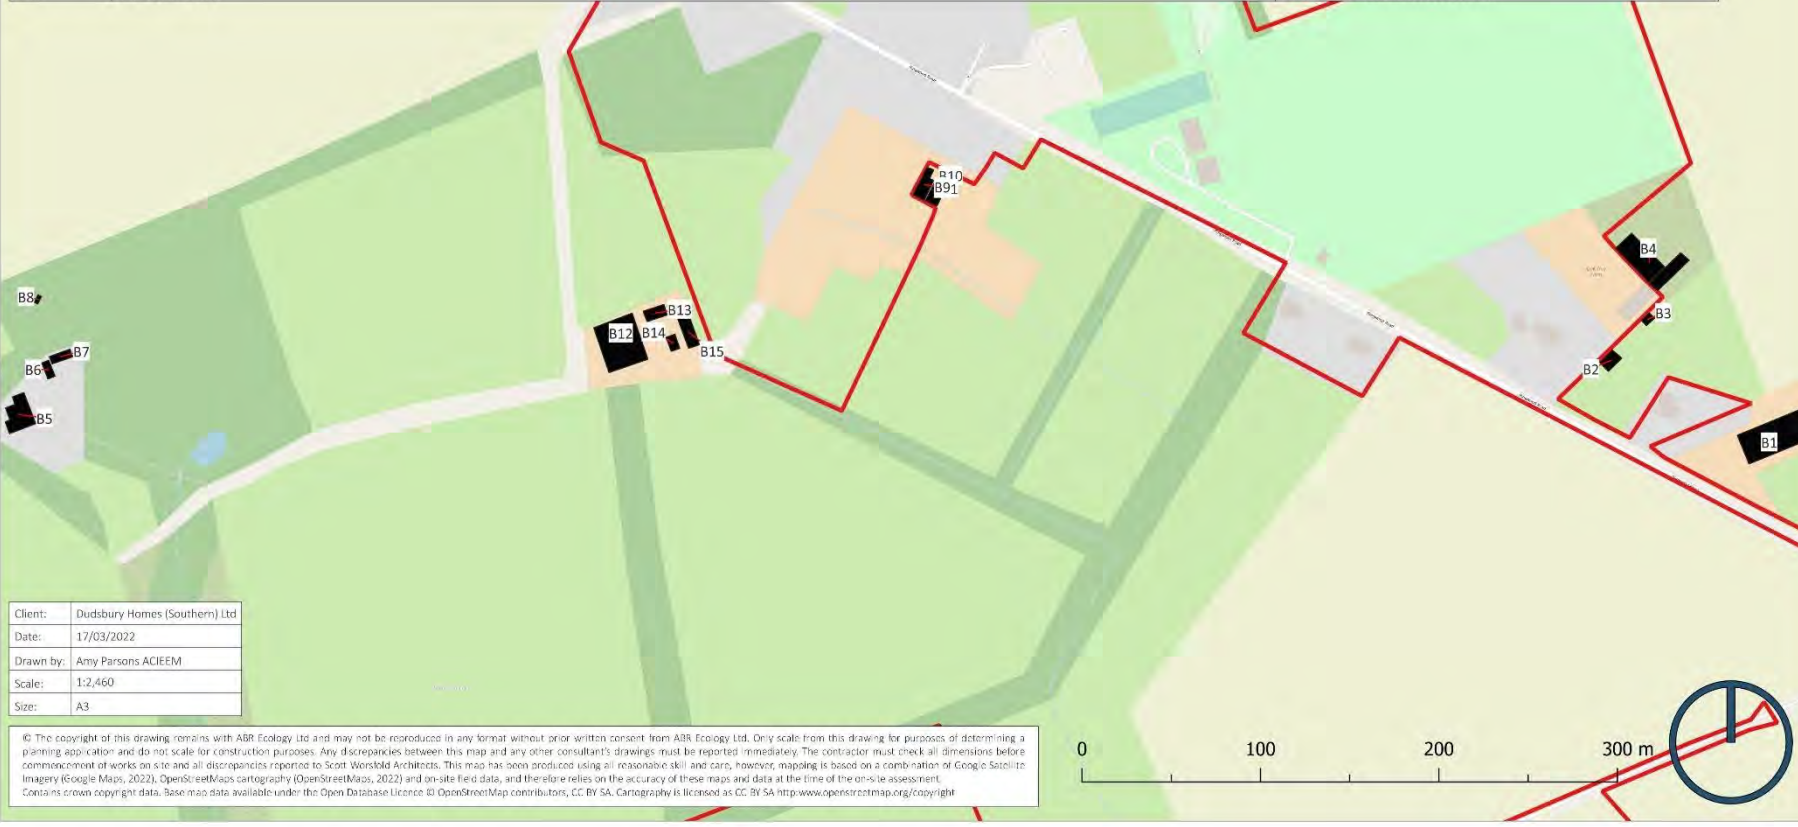 B10
B91
B4
B8
B13
B3
B12
B14
B7
B15
B6
B2
B5
B1
Client: Dudsbury Homes (Southern) Ltd
Date: 17/03/2022
Drawn by: Amy Parsons ACIEEM
Scale: 1:2,460
Size: A3
© The copyright of this drawing remains with ABR Ecology Ltd and may not be reproduced in any format without prior written consent from ABR Ecology Ltd. Only scale from this drawing for purposes of determining a
planning application and do not scale for construction purposes. Any discrepancies between this map and any other consultant's drawings must be reported immediately. The contractor must check all dimensions before
commencement of works on site and all discrepancies reported to Scott Worsfold Architects. This map has been produced using all reasonable skill and care, however, mapping is based on a combination of Google Satellite
Imagery (Google Maps, 2022), OpenStreetMaps cartography (OpenStreetMaps, 2022) and on-site field data, and therefore relies on the accuracy of these maps and data at the time of the on-site assessment.
Contains crown copyright data. Base map data available under the Open Database Licence © OpenStreetMap contributors, CC BY SA. Cartography is licensed as CC BY SA http:www.openstreetmap.org/copyright
0 100 200 300 m